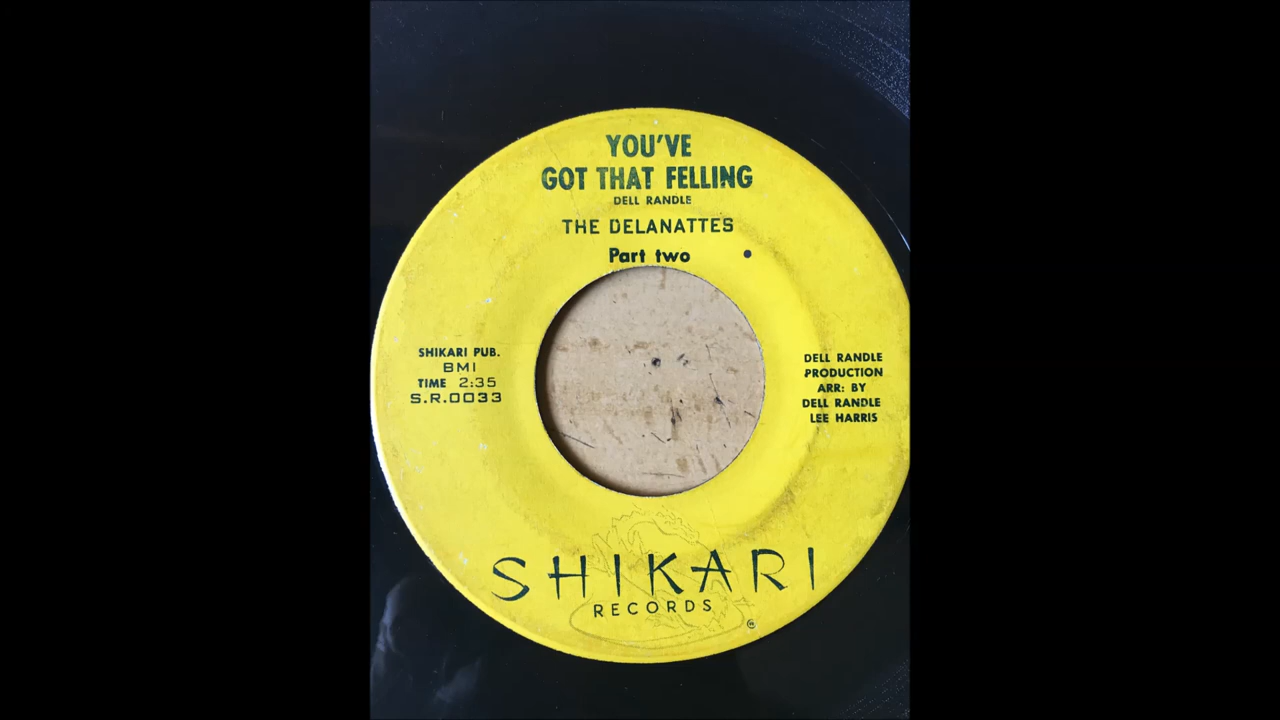 YOU'VE
GOT THAT FELLING
DELL RANDLE
THE DELANATTES
Part two
SHIKARI PUB.
BMI
TIME 2:35
S.R.0033
DELL RANDLE
PRODUCTION
ARR: BY
DELL RANDLE
LEE HARRIS
SHIKARI
RECORDS